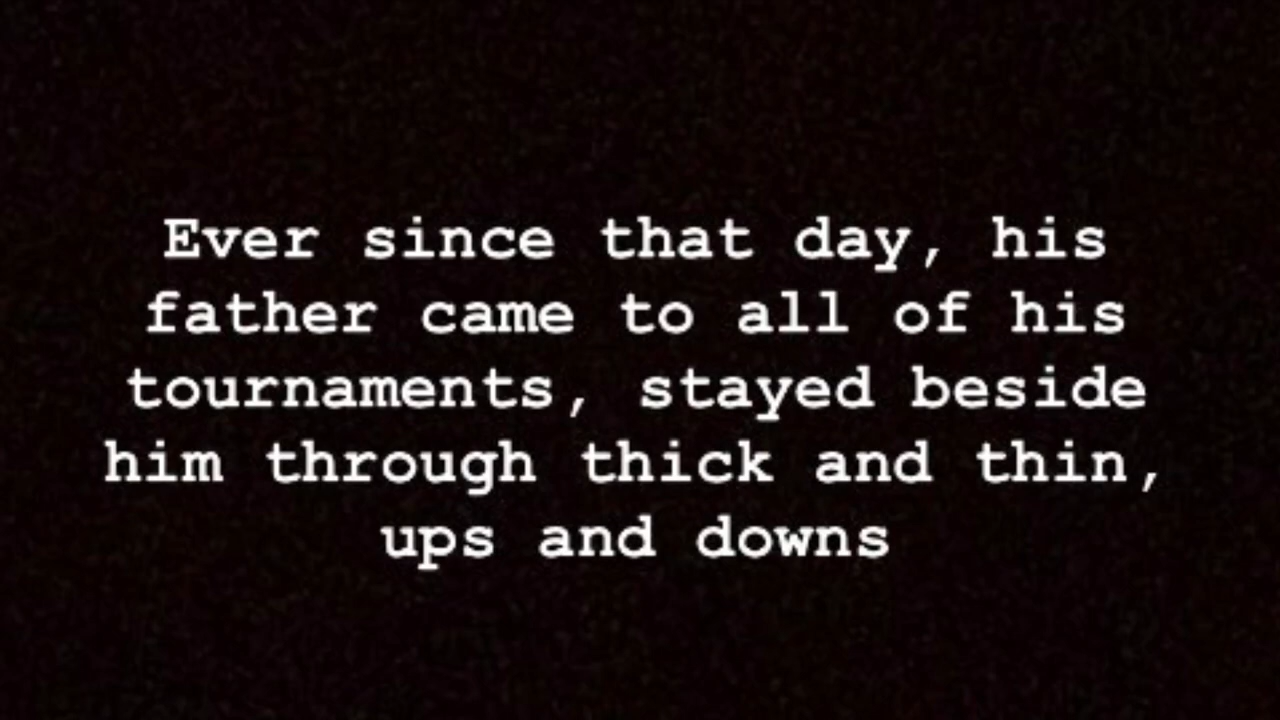 Ever since that day, his
father came to all of his
tournaments, stayed beside
him through thick and thin,
ups and downs